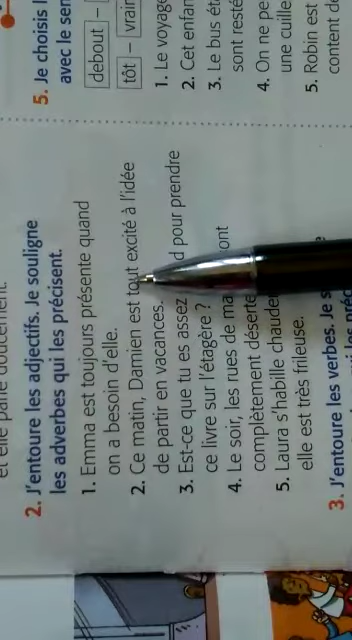 et elle parle doucement.
2. J'entoure les adjectifs. Je souligne
les adverbes qui les précisent.
1. Emma est toujours présente quand
on a besoin d'elle.
2. Ce matin, Damien est tout excité à l'idée
de partir en vacances.
3. Est-ce que tu es assez d pour prendre
ce livre sur l'étagère ?
4. Le soir, les rues de ma ont
complètement déserte
5. Laura s'habille chauder
elle est très frileuse.
3. J'entoure les verbes. Je s
5. Je choisis l
avec le sen
debout –
tôt – vrain
1. Le voyage
2. Cet enfan
3. Le bus ét
sont resté
4. On ne pe
une cuille
5. Robin est
content de